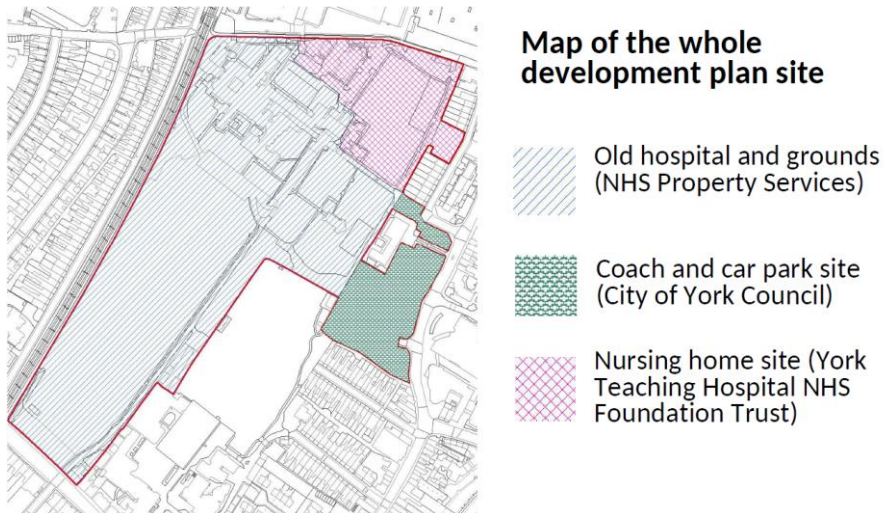 Map of the whole
development plan site
Old hospital and grounds
(NHS Property Services)
Coach and car park site
(City of York Council)
Nursing home site (York
Teaching Hospital NHS
Foundation Trust)